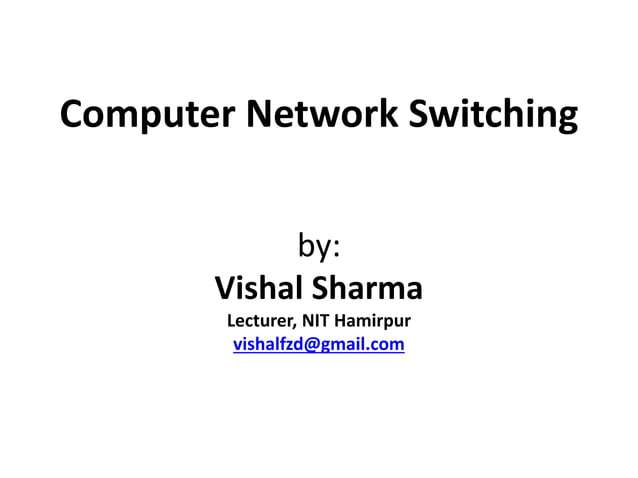 Computer Network Switching
by:
Vishal Sharma
Lecturer, NIT Hamirpur
vishalfzd@gmail.com